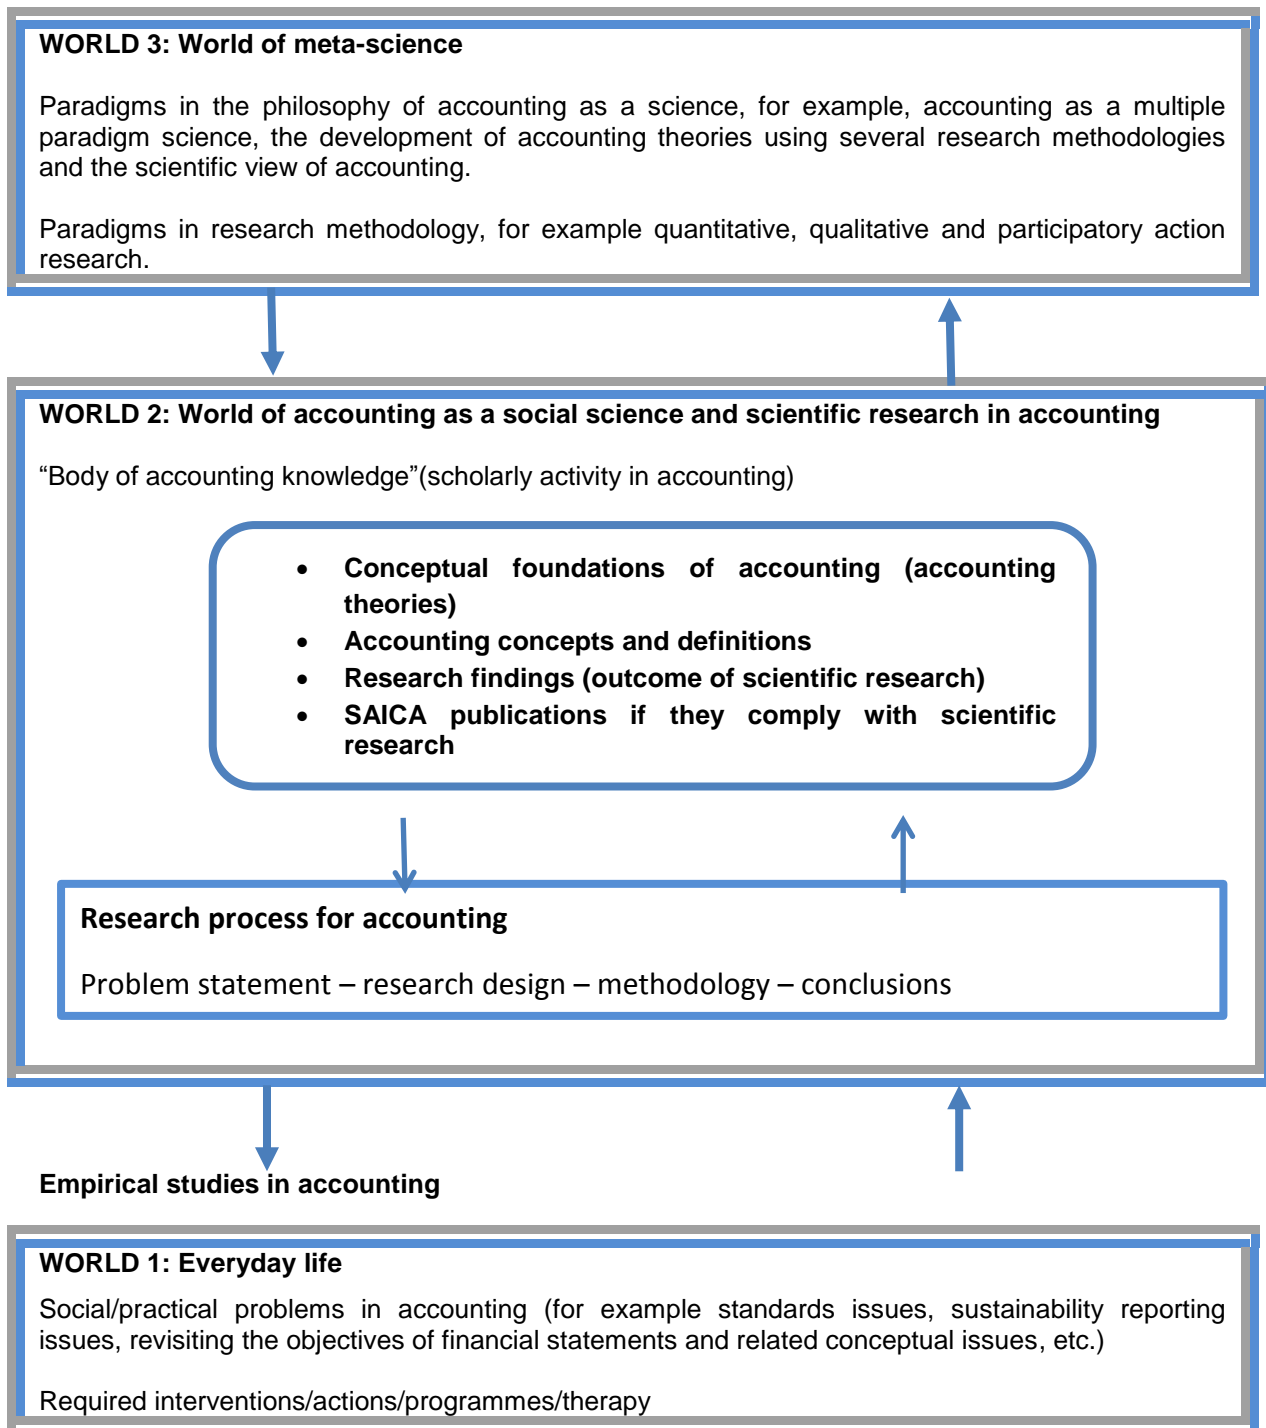 WORLD 3: World of meta-science
Paradigms in the philosophy of accounting as a science, for example, accounting as a multiple
paradigm science, the development of accounting theories using several research methodologies
and the scientific view of accounting.
Paradigms in research methodology, for example quantitative, qualitative and participatory action
research.
WORLD 2: World of accounting as a social science and scientific research in accounting
“Body of accounting knowledge”(scholarly activity in accounting)
• Conceptual foundations of accounting (accounting
theories)
• Accounting concepts and definitions
• Research findings (outcome of scientific research)
• SAICA publications if they comply with scientific
research
Research process for accounting
Problem statement – research design – methodology – conclusions
Empirical studies in accounting
WORLD 1: Everyday life
Social/practical problems in accounting (for example standards issues, sustainability reporting
issues, revisiting the objectives of financial statements and related conceptual issues, etc.)
Required interventions/actions/programmes/therapy